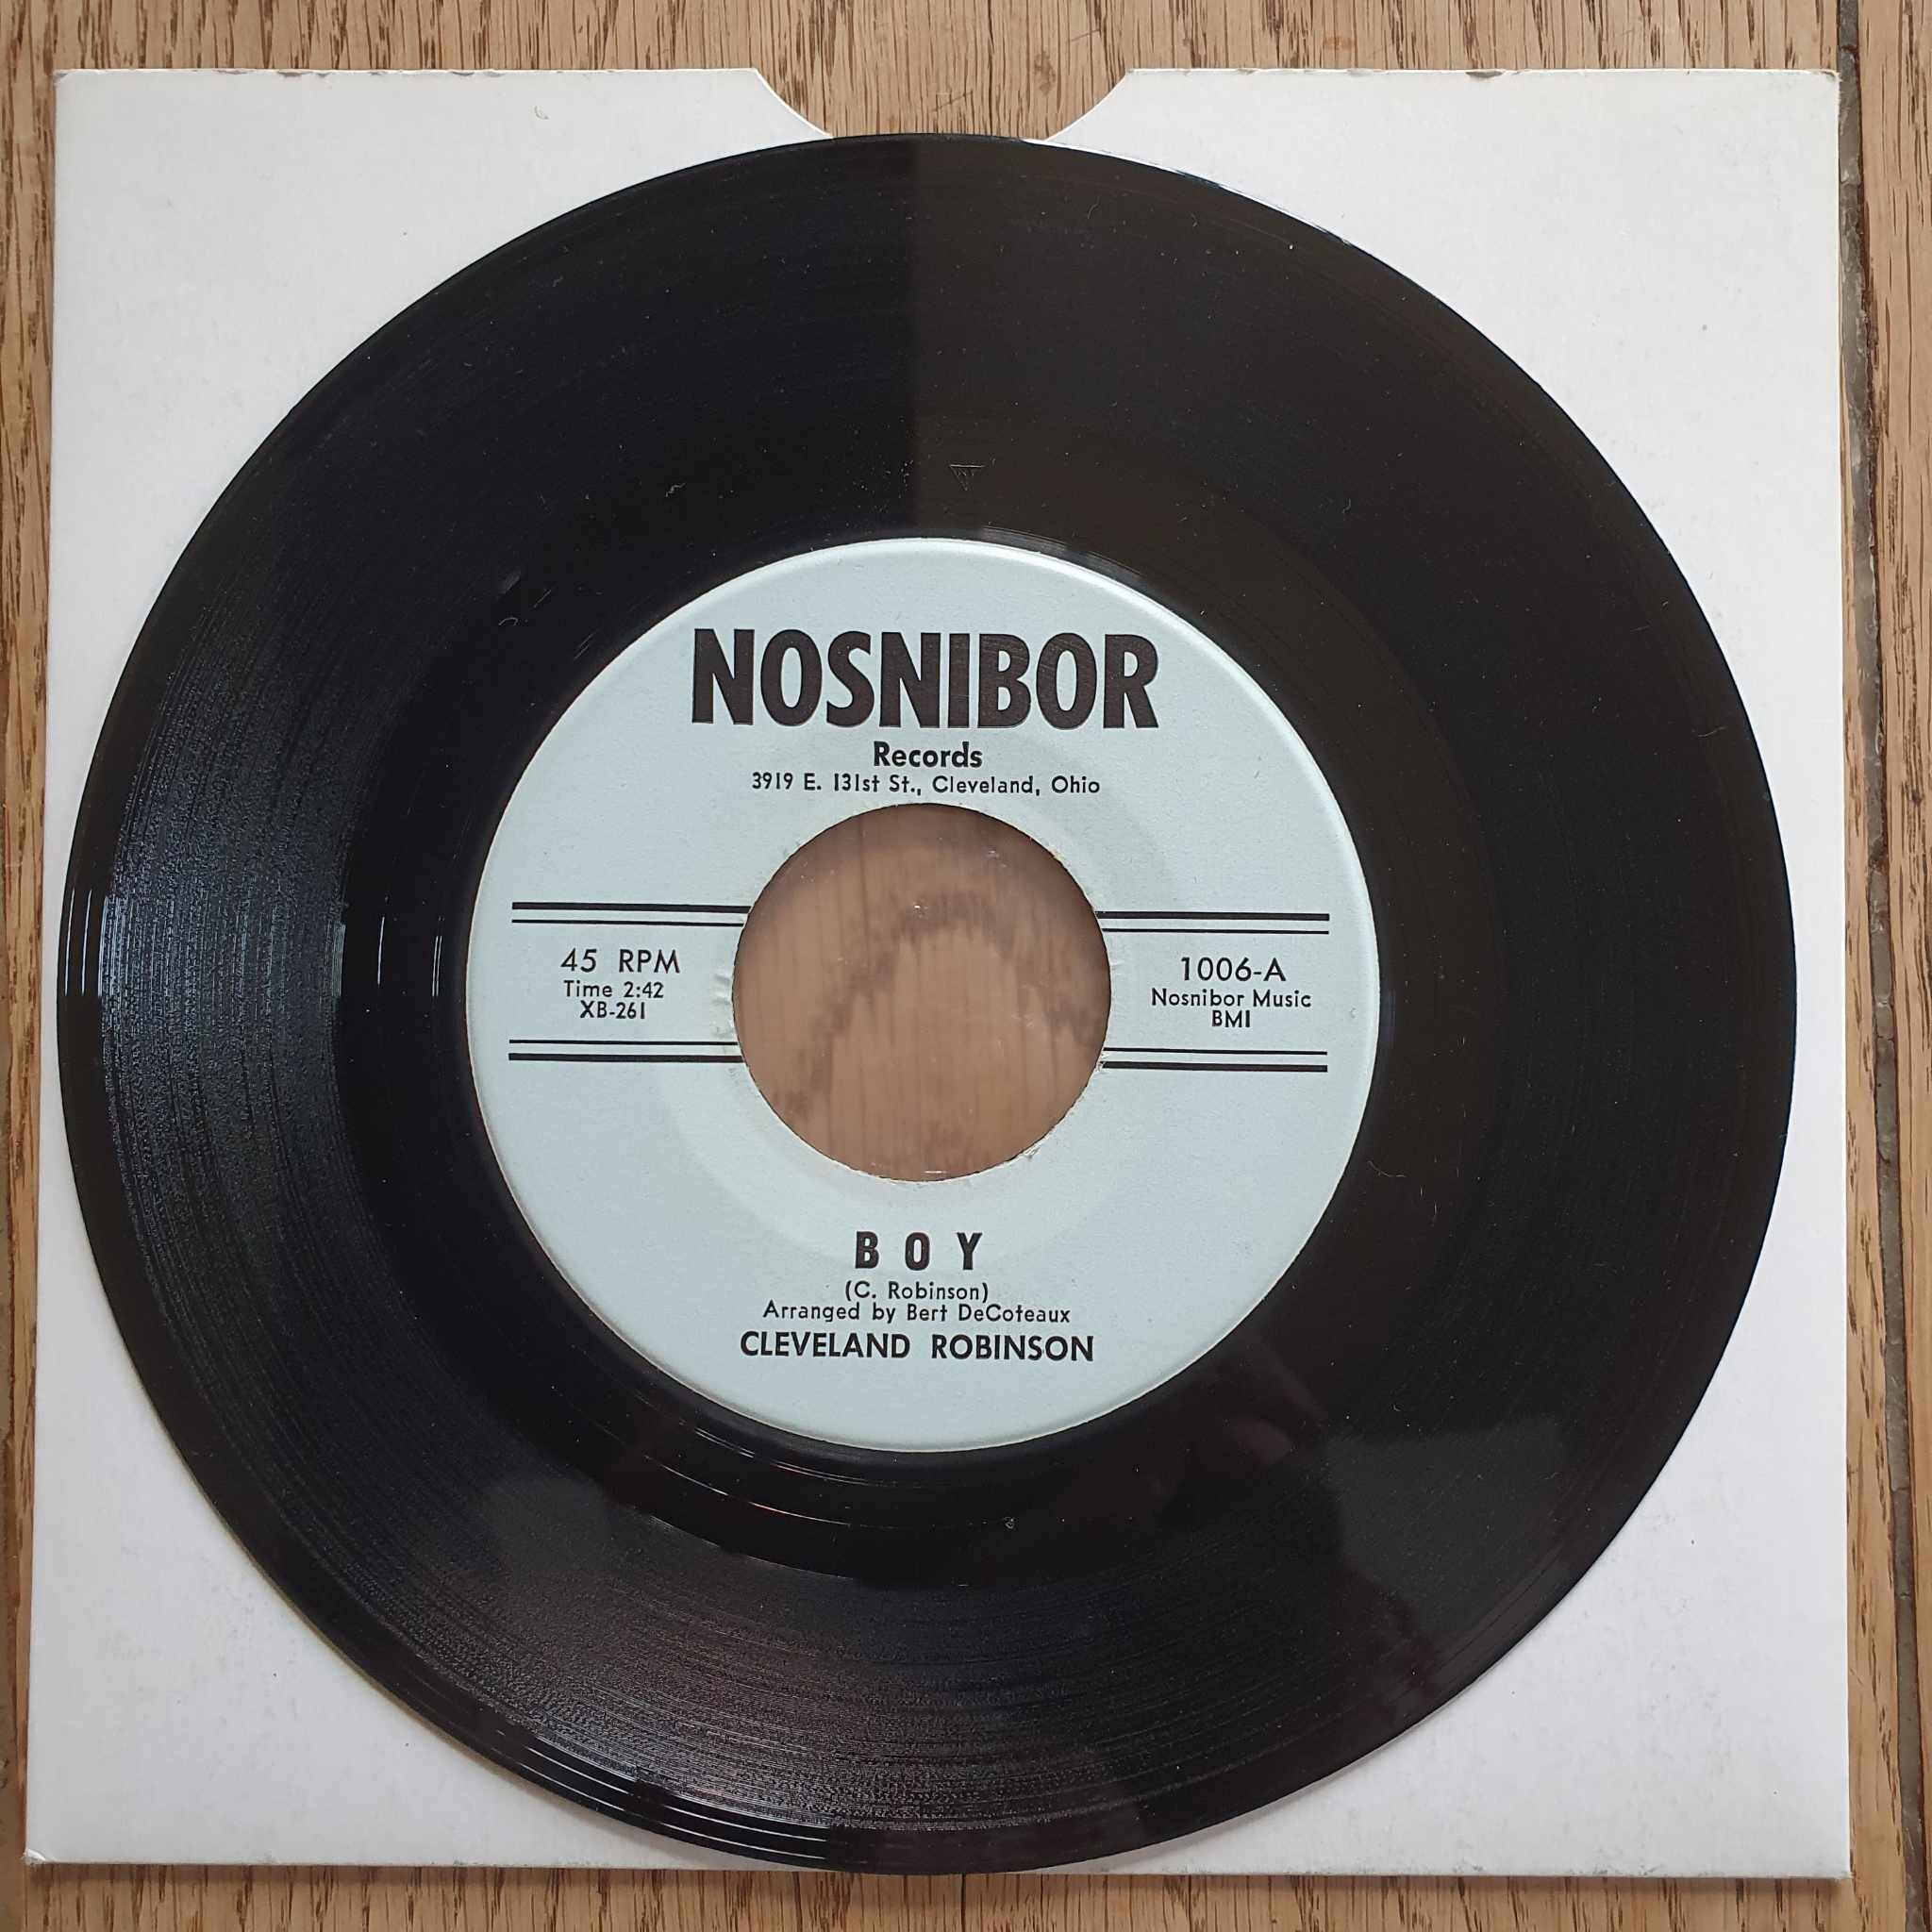 NOSNIBOR
Records
3919 E. 131st St., Cleveland, Ohio
45 RPM
Time 2:42
XB-261
1006-A
Nosnibor Music
BMI
BOY
(C. Robinson)
Arranged by Bert DeCoteaux
CLEVELAND ROBINSON